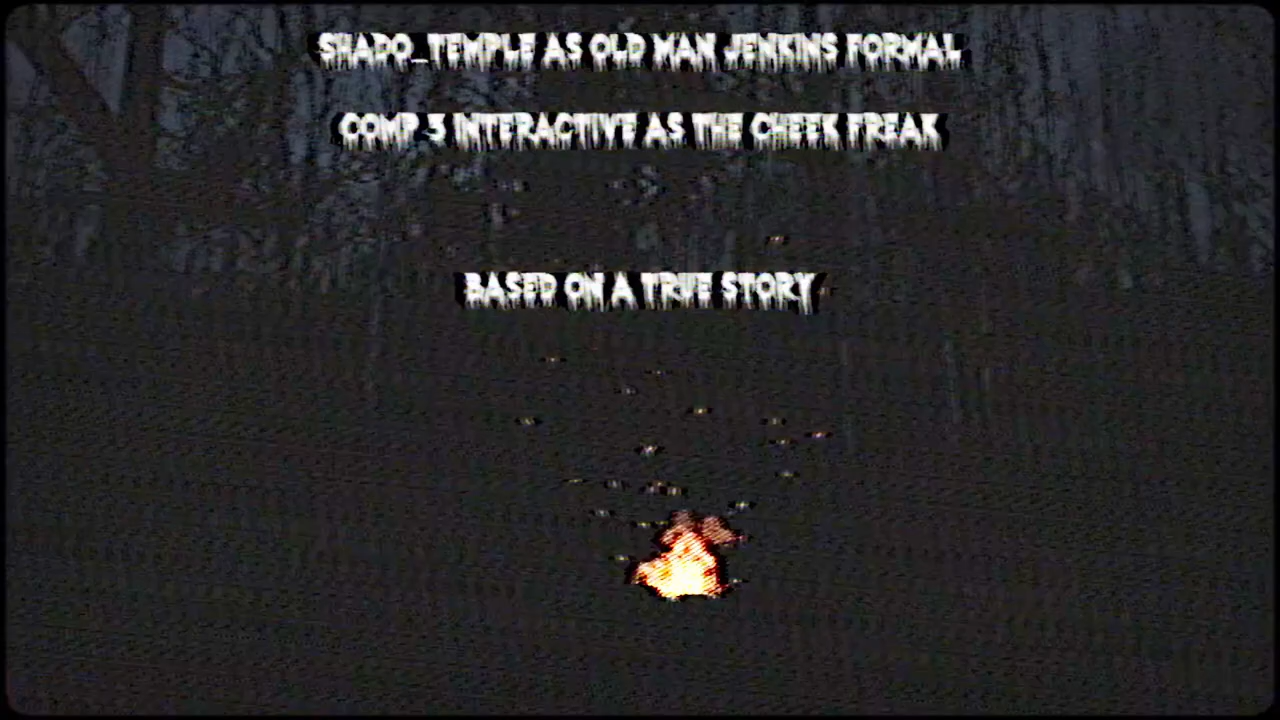 SHADO_TEMPLE AS OLD MAN JENKINS FORMAL
COMP 3 INTERACTIVE AS THE CHEEK FREAK
BASED ON A TRUE STORY